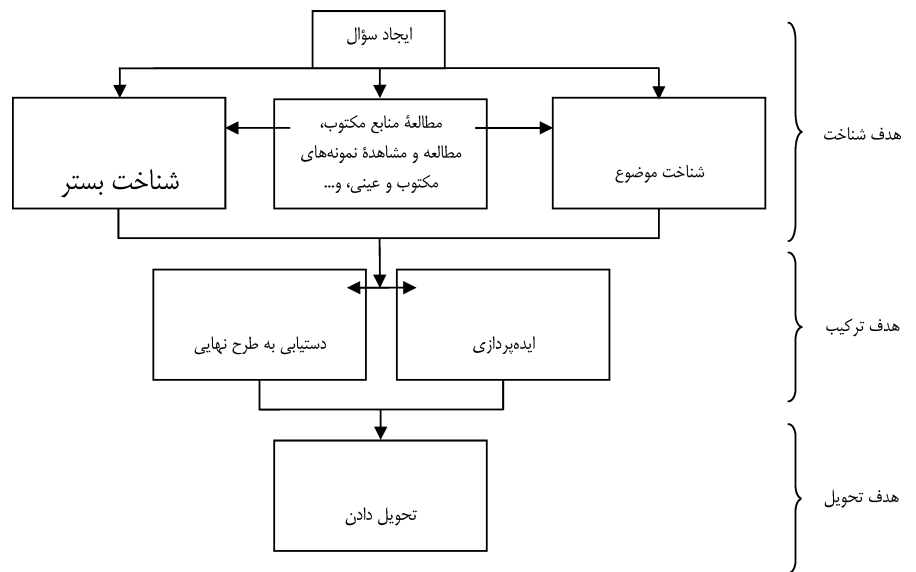 ایجاد سؤال
هدف شناخت
شناخت موضوع
مطالعهٔ منابع مکتوب،
مطالعه و مشاهدهٔ نمونه‌های
مکتوب و عینی، و...
شناخت بستر
هدف ترکیب
ایده‌پردازی
دستیابی به طرح نهایی
هدف تحویل
تحویل دادن